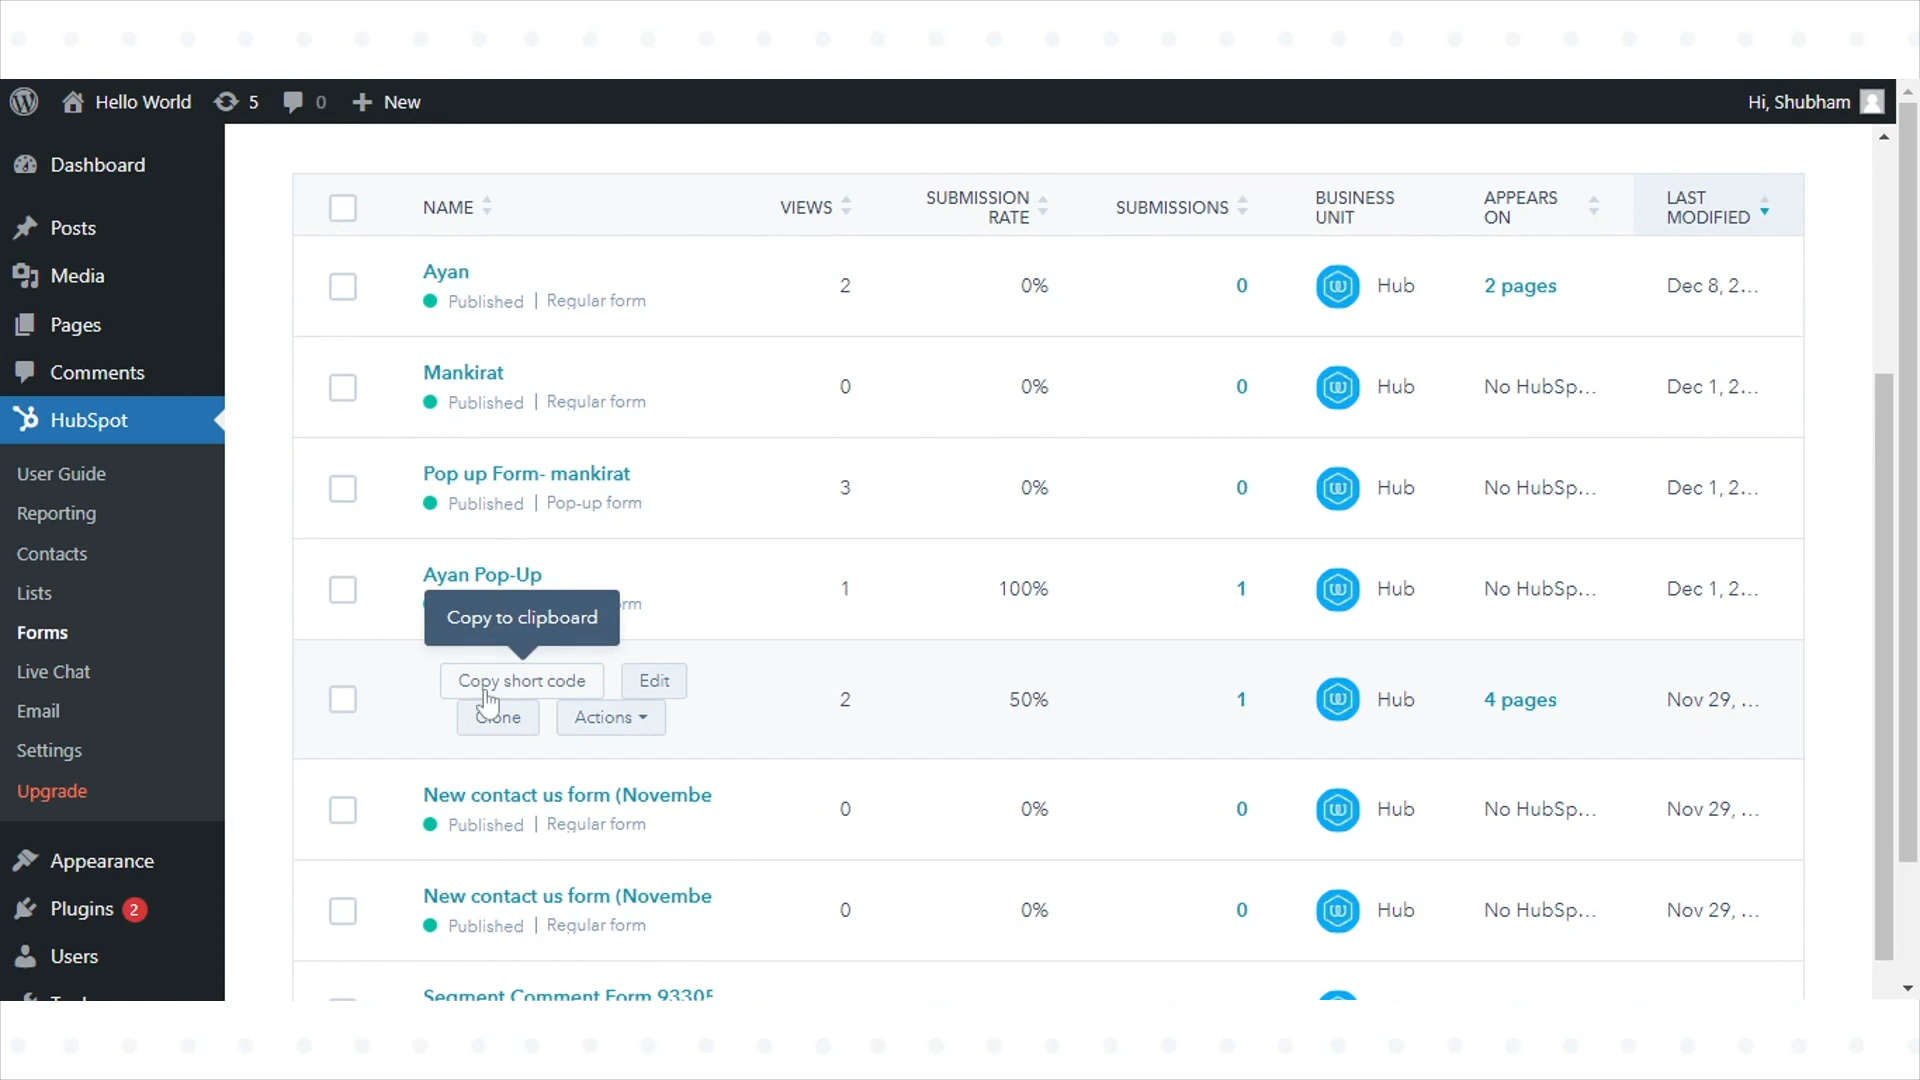 Hello World 5 0 New Hi, Shubham
Dashboard
Posts
Media
Pages
Comments
HubSpot
User Guide
Reporting
Contacts
Lists
Forms
Live Chat
Email
Settings
Upgrade
Appearance
Plugins 2
Users
NAME VIEWS SUBMISSION RATE SUBMISSIONS BUSINESS UNIT APPEARS ON LAST MODIFIED
Ayan
Published | Regular form 2 0% 0 Hub 2 pages Dec 8, 2...
Mankirat
Published | Regular form 0 0% 0 Hub No HubSp... Dec 1, 2...
Pop up Form- mankirat
Published | Pop-up form 3 0% 0 Hub No HubSp... Dec 1, 2...
Ayan Pop-Up
rm 1 100% 1 Hub No HubSp... Dec 1, 2...
Copy to clipboard
Copy short code Edit
Clone Actions 2 50% 1 Hub 4 pages Nov 29, ...
New contact us form (Novembe
Published | Regular form 0 0% 0 Hub No HubSp... Nov 29, ...
New contact us form (Novembe
Published | Regular form 0 0% 0 Hub No HubSp... Nov 29, ...
Segment Comment Form 93305